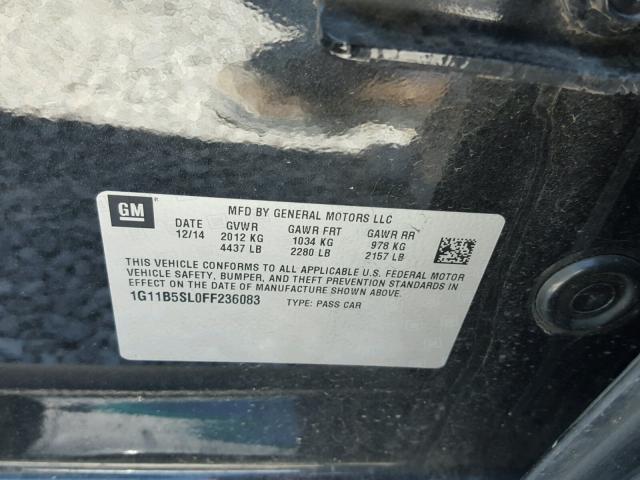 GM
MFD BY GENERAL MOTORS LLC
DATE GVWR GAWR FRT GAWR RR
12/14 2012 KG 1034 KG 978 KG
4437 LB 2280 LB 2157 LB
THIS VEHICLE CONFORMS TO ALL APPLICABLE U.S. FEDERAL MOTOR
VEHICLE SAFETY, BUMPER, AND THEFT PREVENTION STANDARDS IN
EFFECT ON THE DATE OF MANUFACTURE SHOWN ABOVE.
1G11B5SL0FF236083 TYPE: PASS CAR